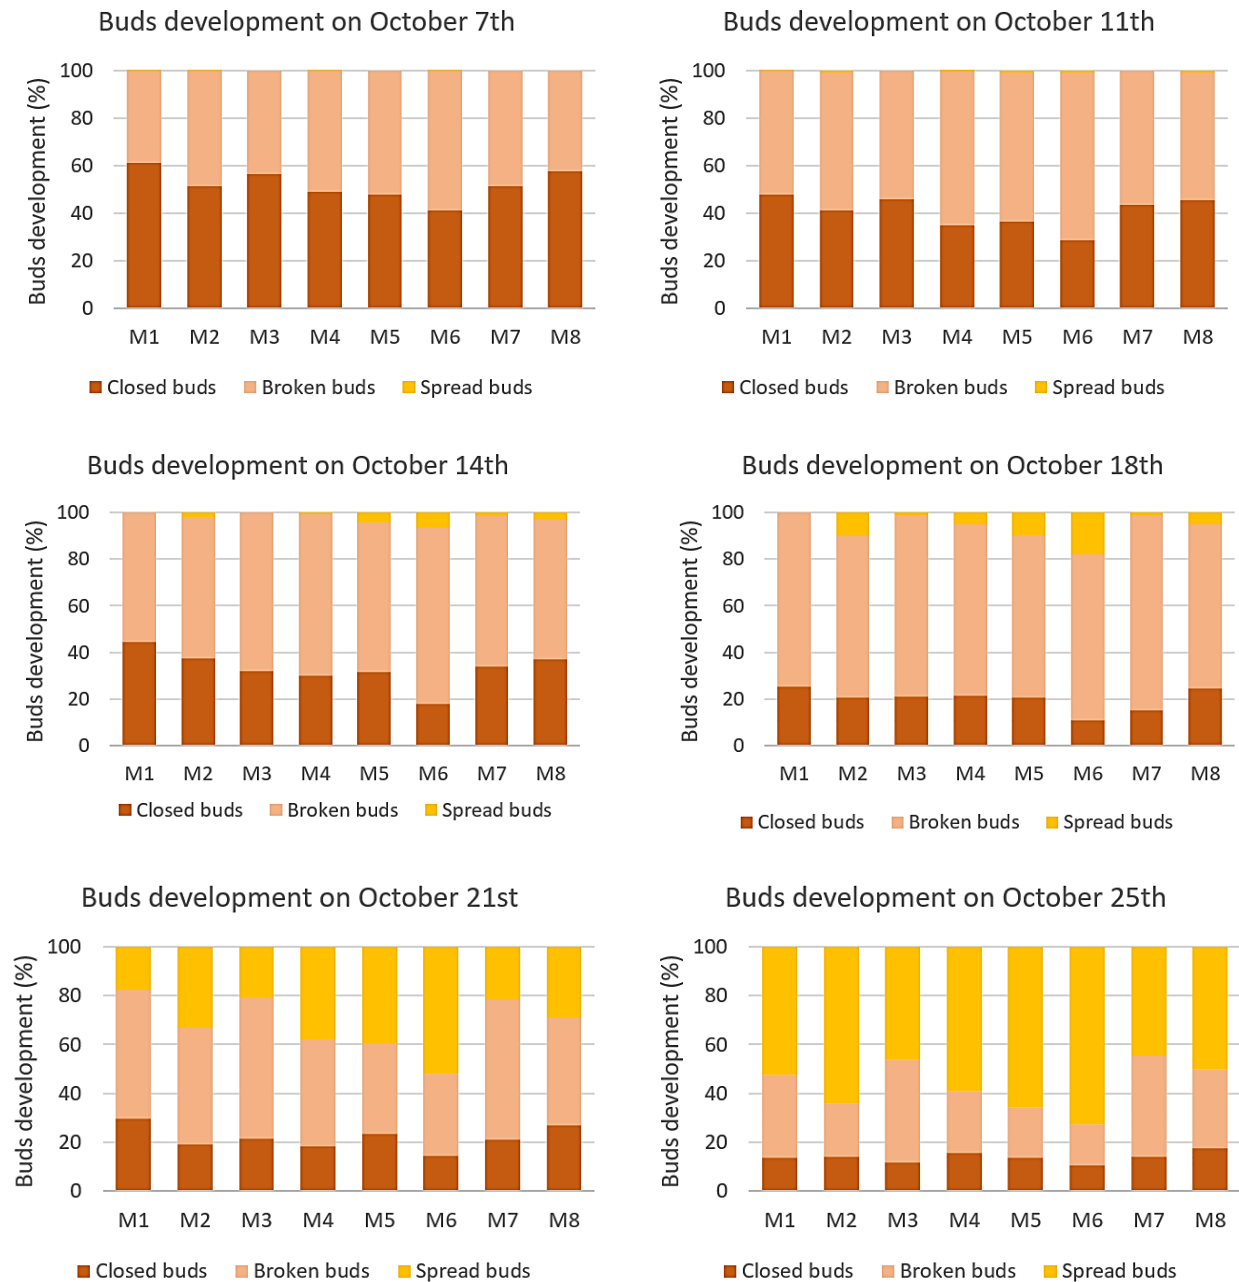 Buds development on October 7th
Buds development (%)
100
80
60
40
20
0
M1 M2 M3 M4 M5 M6 M7 M8
Closed buds Broken buds Spread buds
Buds development on October 11th
Buds development (%)
100
80
60
40
20
0
M1 M2 M3 M4 M5 M6 M7 M8
Closed buds Broken buds Spread buds
Buds development on October 14th
Buds development (%)
100
80
60
40
20
0
M1 M2 M3 M4 M5 M6 M7 M8
Closed buds Broken buds Spread buds
Buds development on October 18th
Buds development (%)
100
80
60
40
20
0
M1 M2 M3 M4 M5 M6 M7 M8
Closed buds Broken buds Spread buds
Buds development on October 21st
Buds development (%)
100
80
60
40
20
0
M1 M2 M3 M4 M5 M6 M7 M8
Closed buds Broken buds Spread buds
Buds development on October 25th
Buds development (%)
100
80
60
40
20
0
M1 M2 M3 M4 M5 M6 M7 M8
Closed buds Broken buds Spread buds